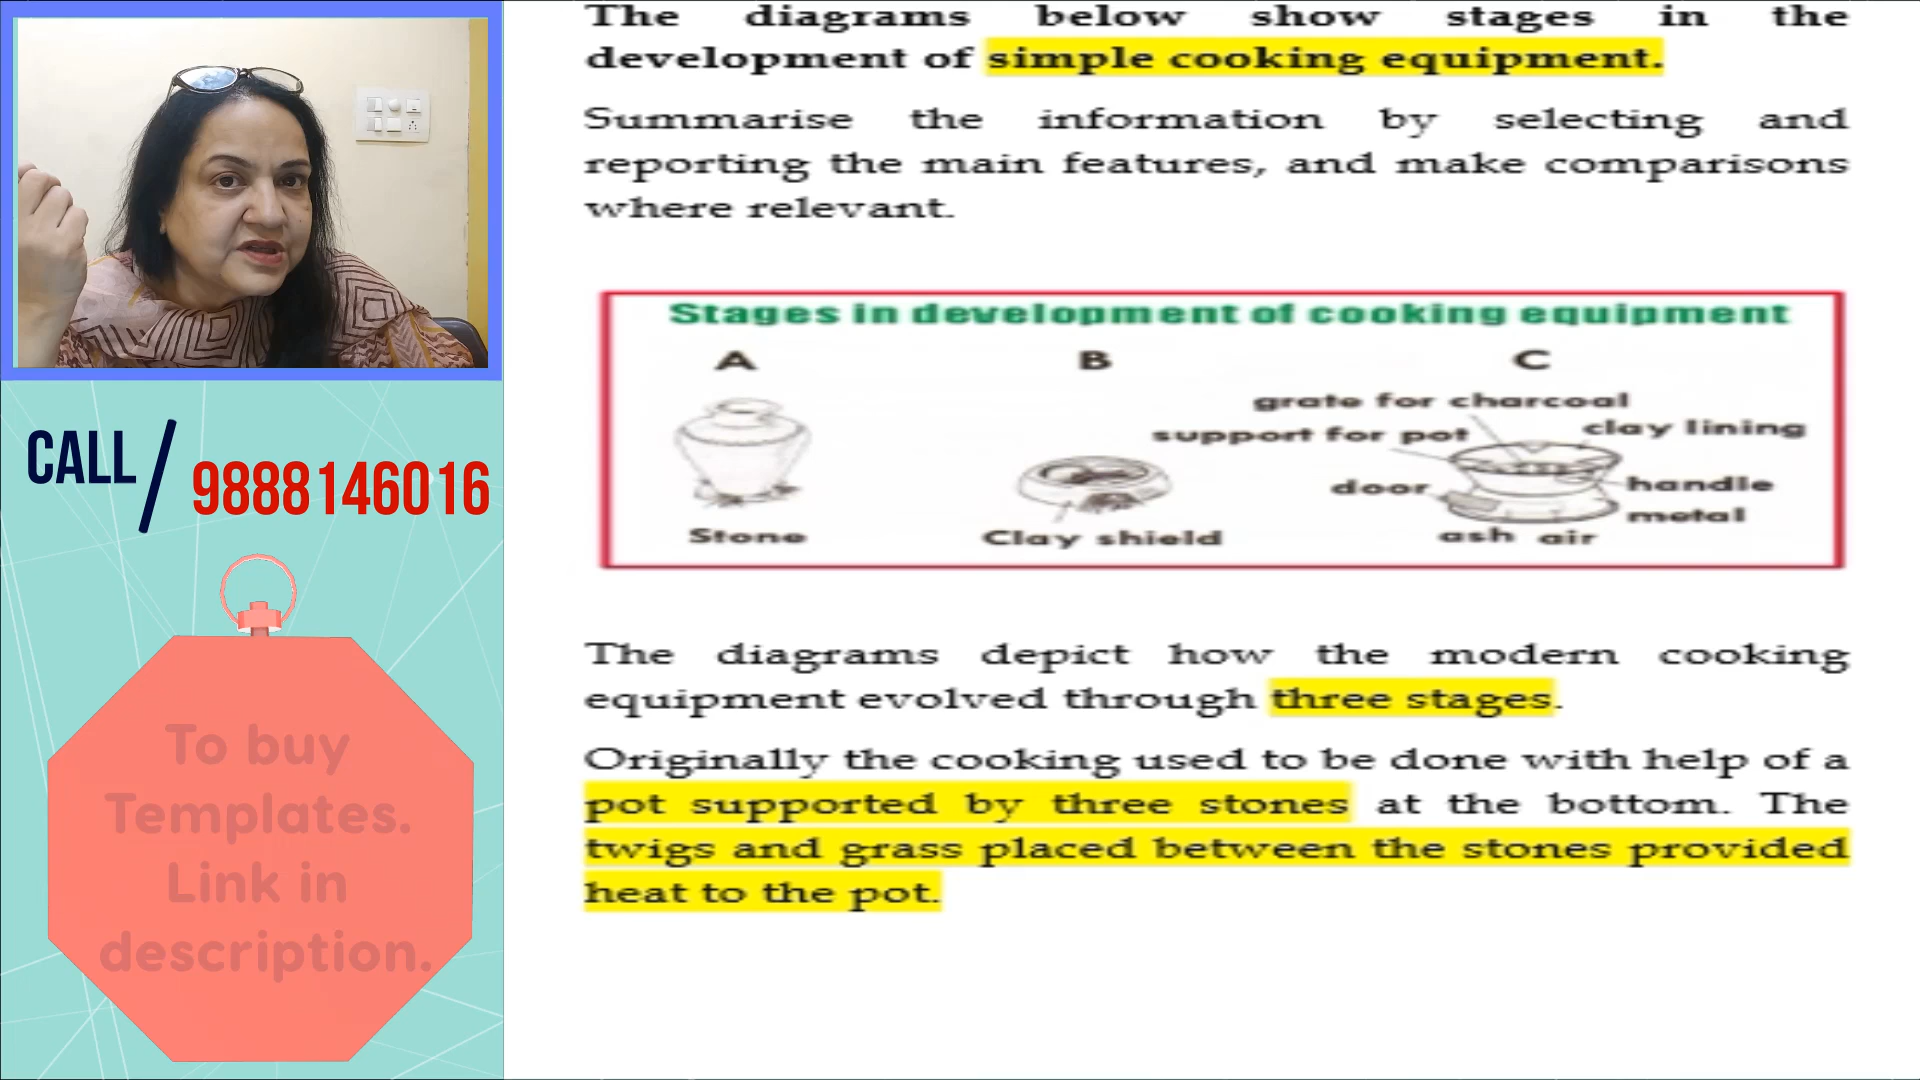 The diagrams below show stages in the
development of simple cooking equipment.
Summarise the information by selecting and
reporting the main features, and make comparisons
where relevant.
Stages in development of cooking equipment
A B C
grate for charcoal
clay lining
support for pot
door
handle
metal
Stone
Clay shield
ash air
The diagrams depict how the modern cooking
equipment evolved through three stages.
Originally the cooking used to be done with help of a
pot supported by three stones at the bottom. The
twigs and grass placed between the stones provided
heat to the pot.
CALL/
9888146016
To buy
Templates.
Link in
description.